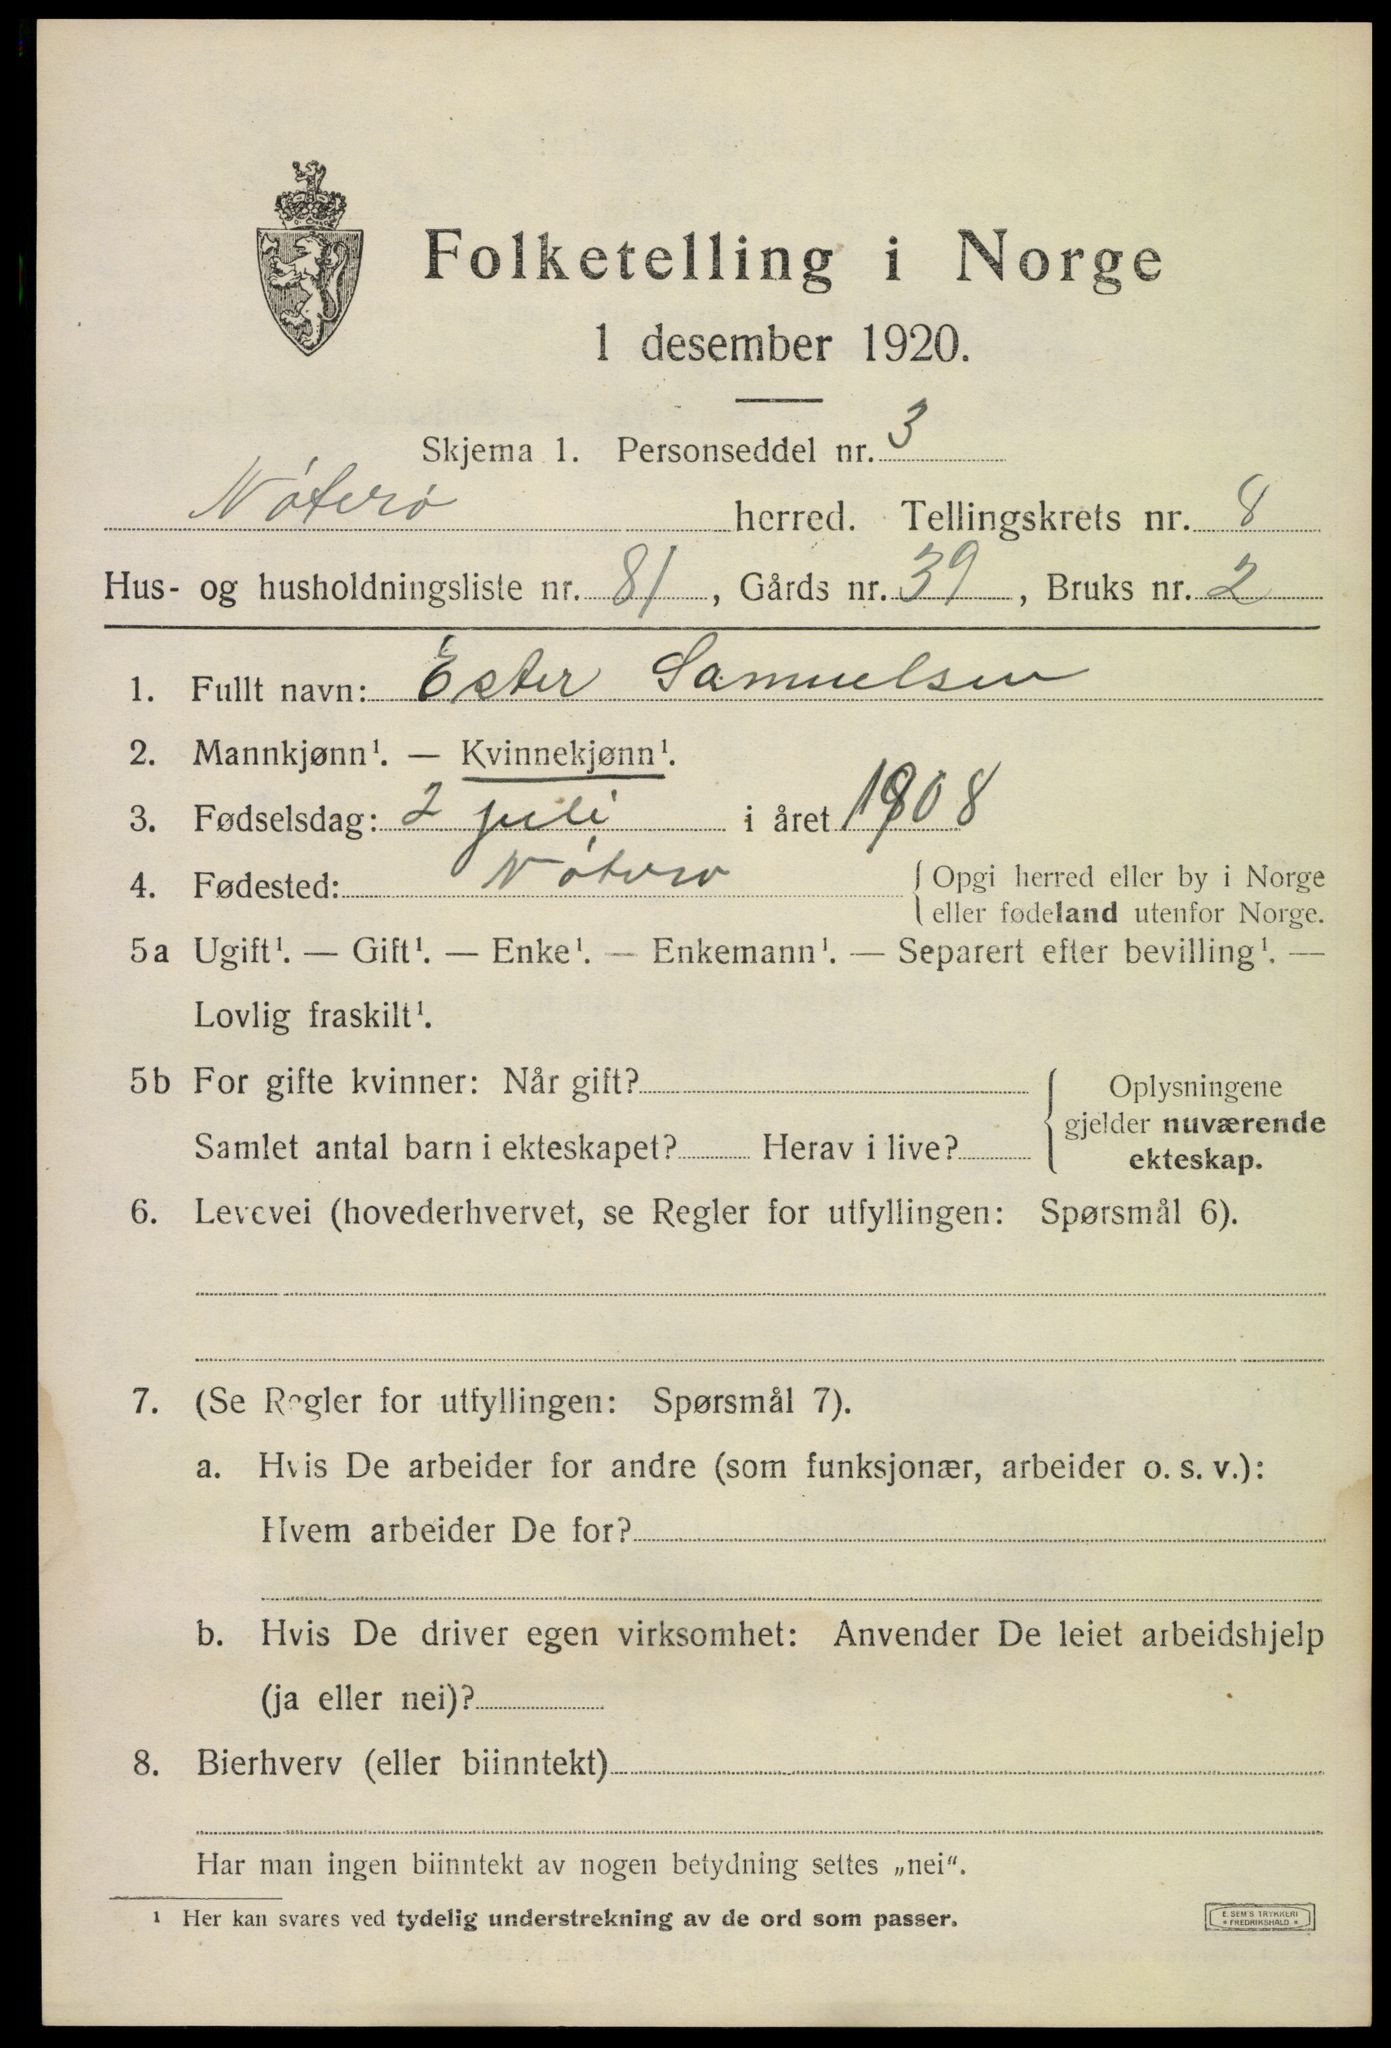 Folketelling i Norge
1 desember 1920.
Skjema 1. Personseddel nr. 3
Nøterø herred. Tellingskrets nr. 8
Hus- og husholdningsliste nr. 81, Gårds nr. 39, Bruks nr. 2
1. Fullt navn: Ester Samuelsen
2. Mannkjønn¹. — Kvinnekjønn¹.
3. Fødselsdag: 2 juli i året 1908
4. Fødested: Nøterø { Opgi herred eller by i Norge
eller fødeland utenfor Norge.
5a Ugift¹. — Gift¹. — Enke¹. — Enkemann¹. — Separert efter bevilling¹. —
Lovlig fraskilt¹.
5b For gifte kvinner: Når gift? { Oplysningene
gjelder nuværende
Samlet antal barn i ekteskapet? Herav i live? ekteskap.
6. Levevei (hovederhvervet, se Regler for utfyllingen: Spørsmål 6).
7. (Se Regler for utfyllingen: Spørsmål 7).
a. Hvis De arbeider for andre (som funksjonær, arbeider o. s. v.):
Hvem arbeider De for?
b. Hvis De driver egen virksomhet: Anvender De leiet arbeidshjelp
(ja eller nei)?
8. Bierhverv (eller biinntekt)
Har man ingen biinntekt av nogen betydning settes „nei“.
¹ Her kan svares ved tydelig understrekning av de ord som passer.
E. SEM'S TRYKKERI
* FREDRIKSHALD *